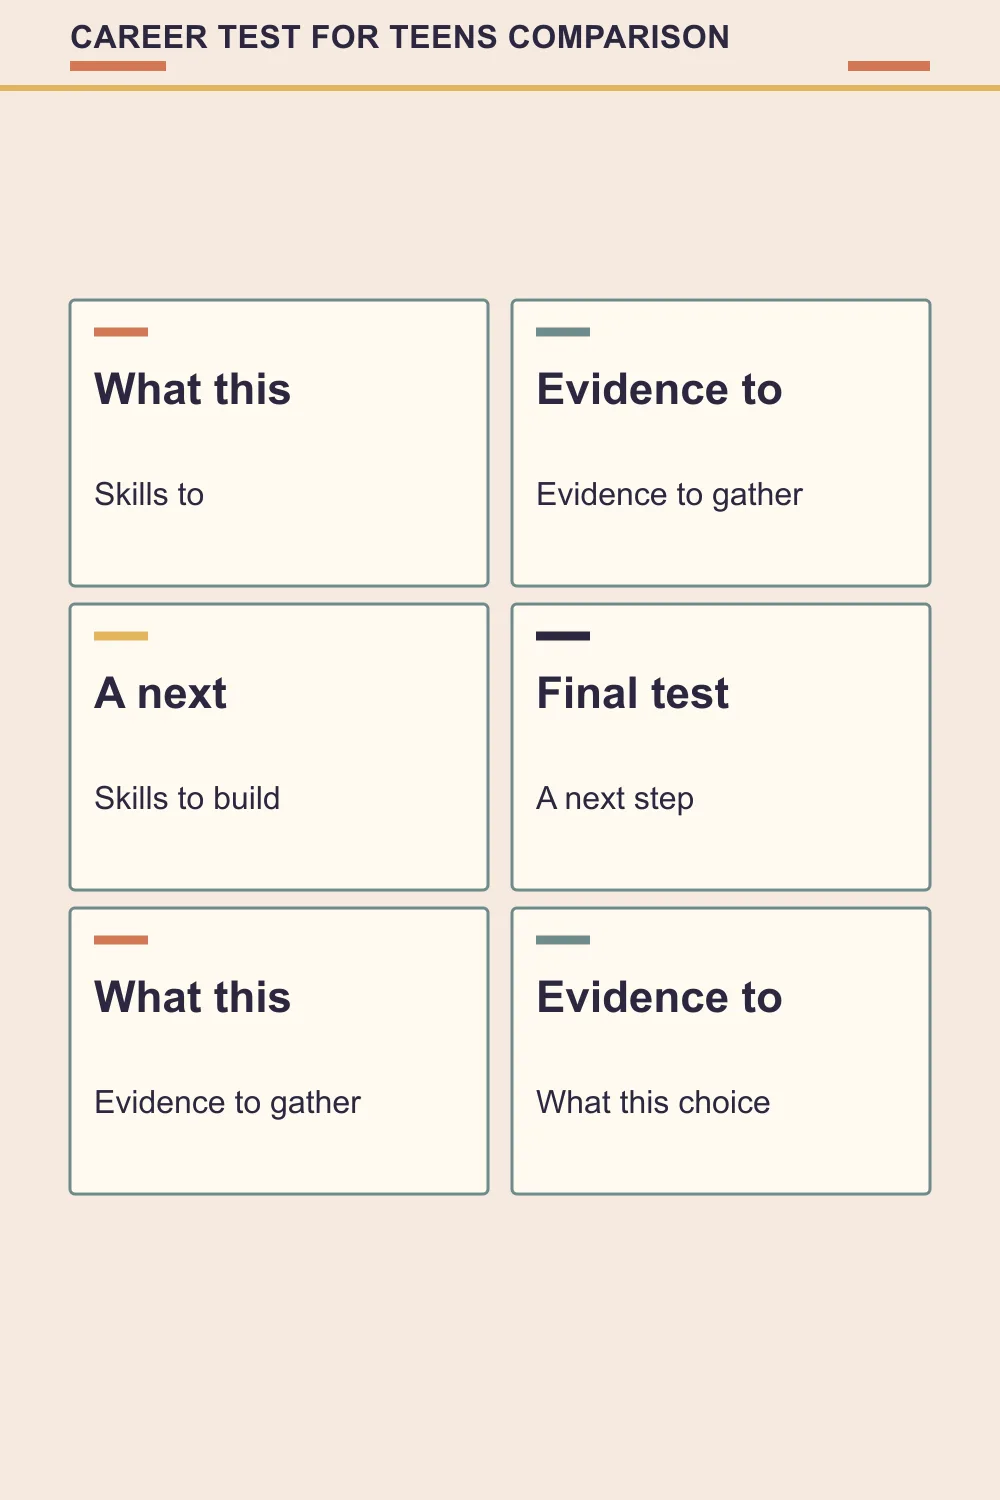 CAREER TEST FOR TEENS COMPARISON
What this
Skills to
Evidence to
Evidence to gather
A next
Skills to build
Final test
A next step
What this
Evidence to gather
Evidence to
What this choice